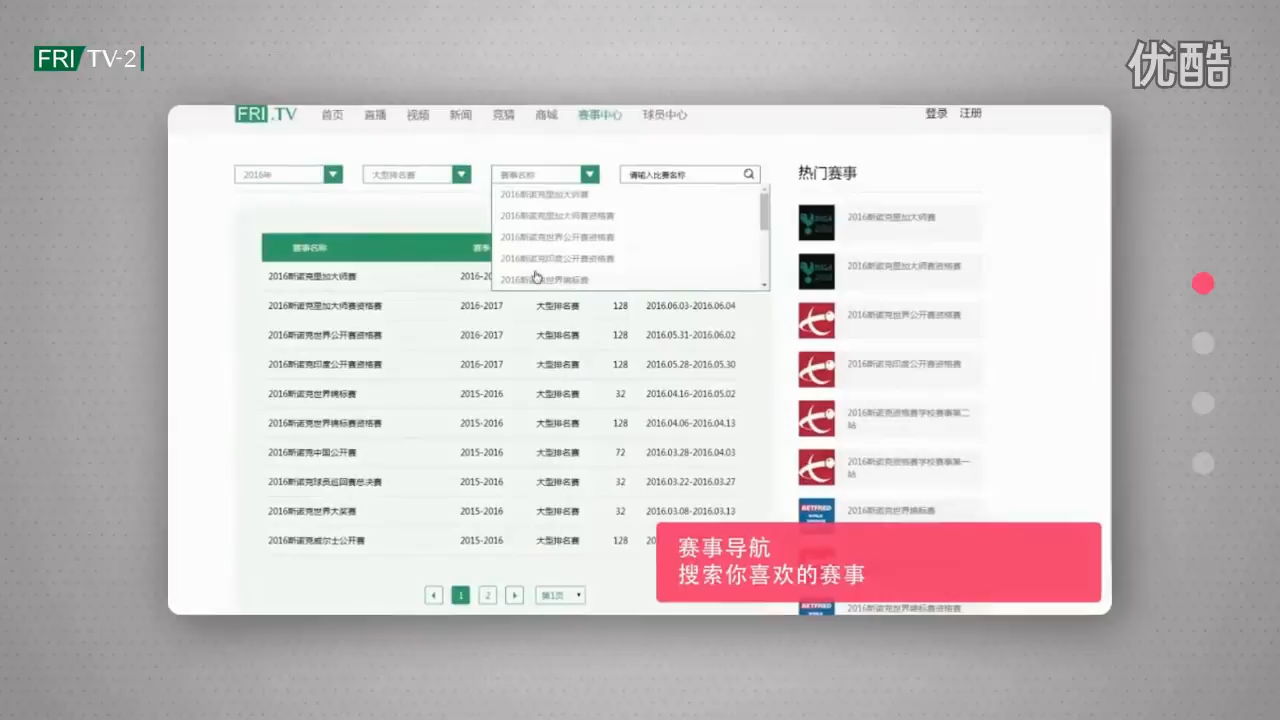 FRI/TV-2
优酷
FRI.TV 首页 直播 视频 新闻 竞猜 商城 赛事中心 球员中心 登录 注册
2016年 大型排名赛 赛事名称 请输入比赛名称
2016斯诺克里加大师赛
2016斯诺克里加大师赛资格赛
2016斯诺克世界公开赛资格赛
2016斯诺克印度公开赛资格赛
世界锦标赛
赛事名称
2016斯诺克里加大师赛
2016斯诺克里加大师赛资格赛 2016-2017 大型排名赛 128 2016.06.03-2016.06.04
2016斯诺克世界公开赛资格赛 2016-2017 大型排名赛 128 2016.05.31-2016.06.02
2016斯诺克印度公开赛资格赛 2016-2017 大型排名赛 128 2016.05.28-2016.05.30
2016斯诺克世界锦标赛 2015-2016 大型排名赛 32 2016.04.16-2016.05.02
2016斯诺克世界锦标赛资格赛 2015-2016 大型排名赛 128 2016.04.06-2016.04.13
2016斯诺克中国公开赛 2015-2016 大型排名赛 72 2016.03.28-2016.04.03
2016斯诺克球员巡回赛总决赛 2015-2016 大型排名赛 32 2016.03.22-2016.03.27
2016斯诺克世界大奖赛 2015-2016 大型排名赛 32 2016.03.08-2016.03.13
2016斯诺克威尔士公开赛 2015-2016 大型排名赛 128 20
1 2 第1页
热门赛事
2016斯诺克里加大师赛
2016斯诺克里加大师赛资格赛
2016斯诺克世界公开赛资格赛
2016斯诺克印度公开赛资格赛
2016斯诺克资格赛学校赛事第二
站
2016斯诺克资格赛学校赛事第一
站
BETFRED
2016斯诺克世界锦标赛
赛事导航
搜索你喜欢的赛事
BETFRED
2016斯诺克世界锦标赛资格赛